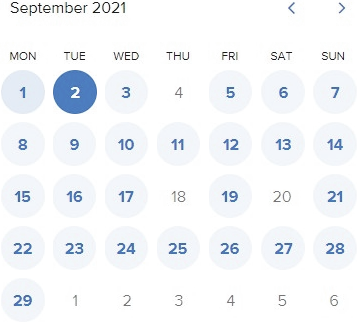 September 2021
MON TUE WED THU FRI SAT SUN
1 2 3 4 5 6 7
8 9 10 11 12 13 14
15 16 17 18 19 20 21
22 23 24 25 26 27 28
29 1 2 3 4 5 6